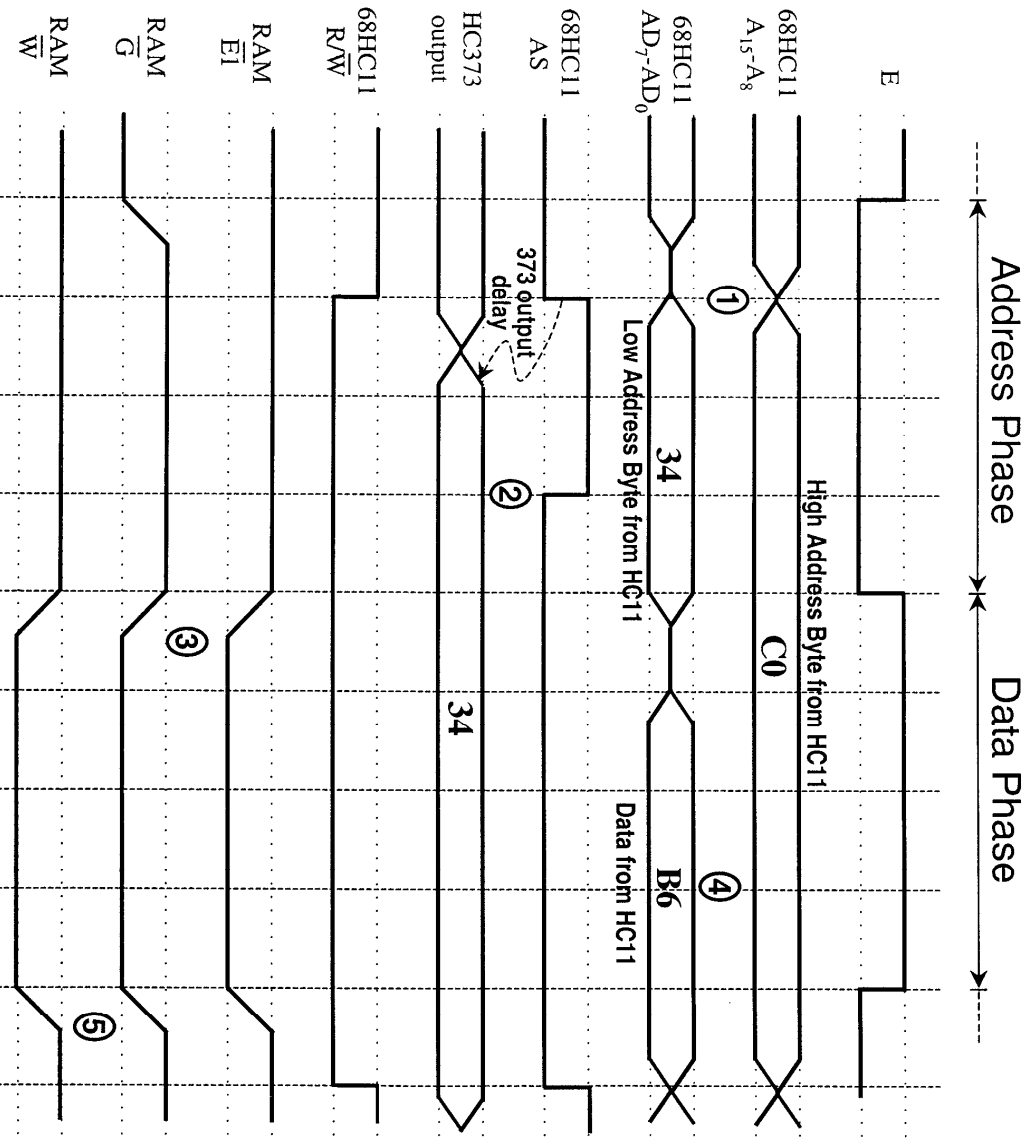 Address Phase
Data Phase
E
High Address Byte from HC11
68HC11
A15-A8
C0
①
④
68HC11
AD7-AD0
34
B6
Low Address Byte from HC11
Data from HC11
68HC11
AS
373 output
delay
②
HC373
output
34
68HC11
R/W̅
RAM
E̅1̅
③
RAM
G̅
⑤
RAM
W̅